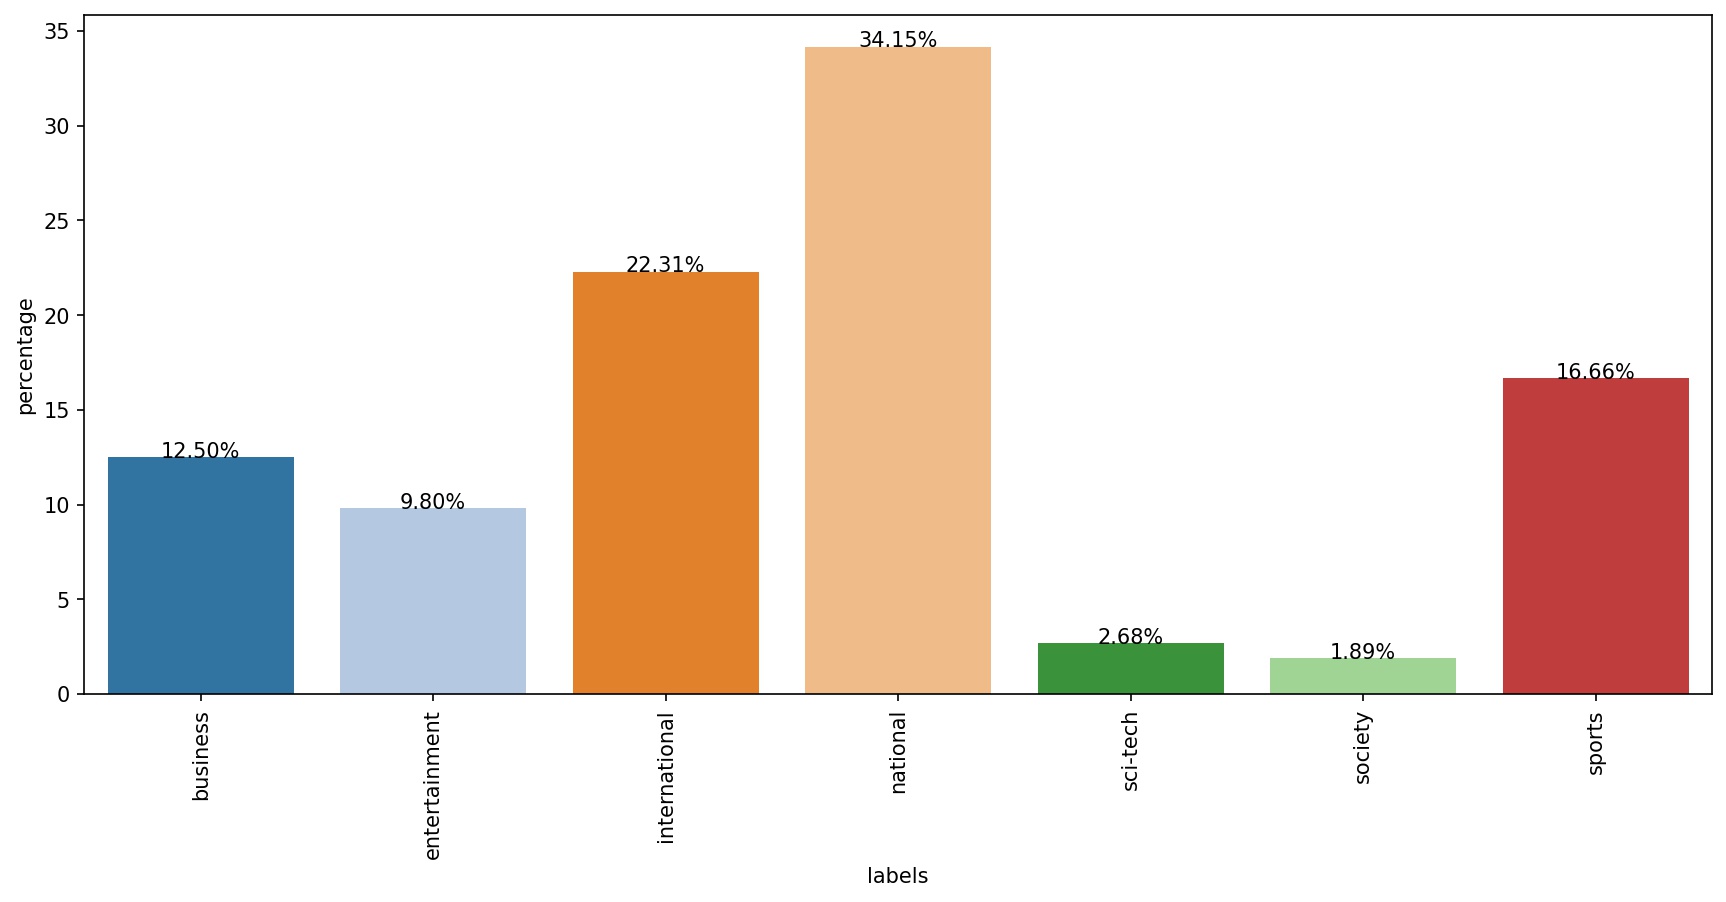 35
30
25
20
15
10
5
0
percentage
12.50%
9.80%
22.31%
34.15%
2.68%
1.89%
16.66%
business
entertainment
international
national
sci-tech
society
sports
labels